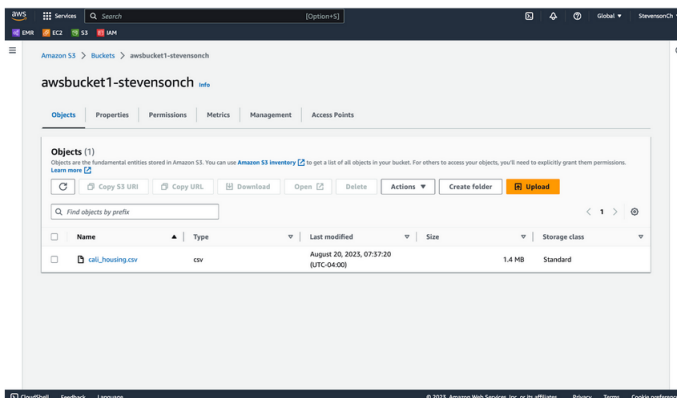 aws Services Search [Option+S] Global ▼ StevensonCh
EMR EC2 S3 IAM
Amazon S3 > Buckets > awsbucket1-stevensonch
awsbucket1-stevensonch Info
Objects Properties Permissions Metrics Management Access Points
Objects (1)
Objects are the fundamental entities stored in Amazon S3. You can use Amazon S3 inventory to get a list of all objects in your bucket. For others to access your objects, you'll need to explicitly grant them permissions.
Learn more
Copy S3 URI Copy URL Download Open Delete Actions ▼ Create folder Upload
Find objects by prefix < 1 >
Name ▲ Type Last modified Size Storage class
cali_housing.csv csv August 20, 2023, 07:37:20 1.4 MB Standard
(UTC-04:00)
CloudShell Feedback Language © 2023, Amazon Web Services, Inc. or its affiliates. Privacy Terms Cookie preference